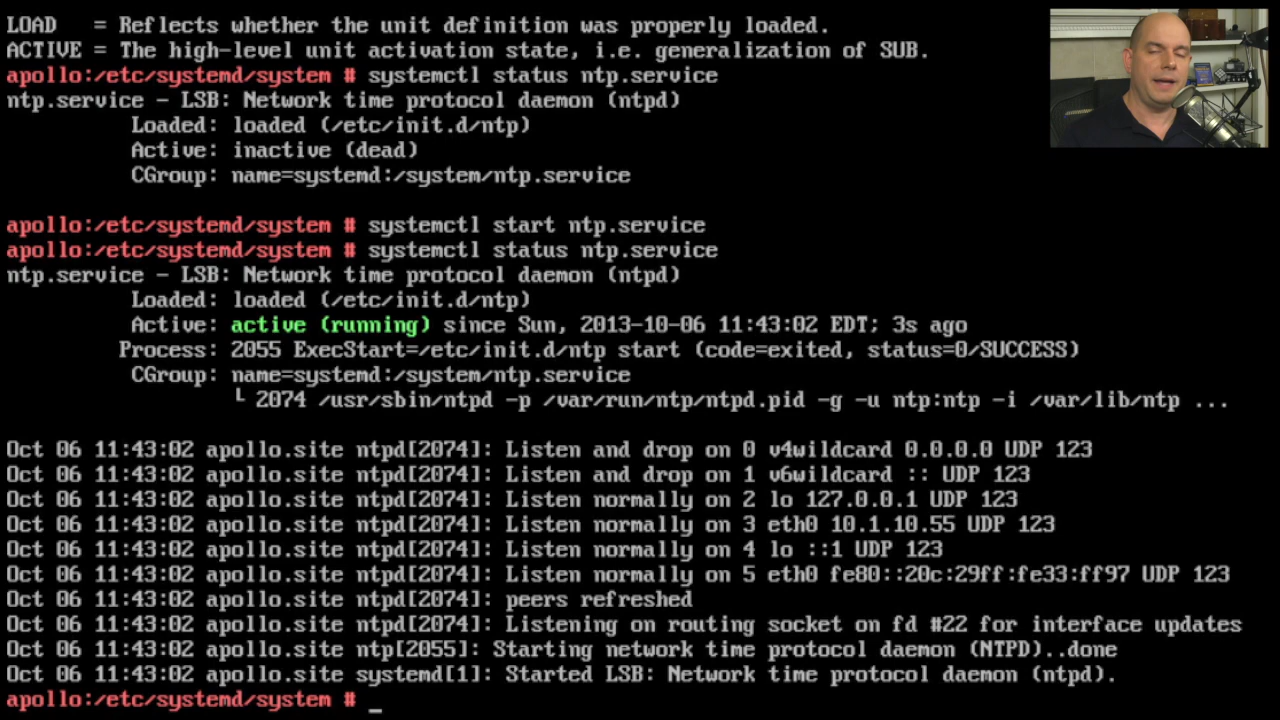 LOAD   = Reflects whether the unit definition was properly loaded.
ACTIVE = The high-level unit activation state, i.e. generalization of SUB.
apollo:/etc/systemd/system # systemctl status ntp.service
ntp.service - LSB: Network time protocol daemon (ntpd)
          Loaded: loaded (/etc/init.d/ntp)
          Active: inactive (dead)
          CGroup: name=systemd:/system/ntp.service
apollo:/etc/systemd/system # systemctl start ntp.service
apollo:/etc/systemd/system # systemctl status ntp.service
ntp.service - LSB: Network time protocol daemon (ntpd)
          Loaded: loaded (/etc/init.d/ntp)
          Active: active (running) since Sun, 2013-10-06 11:43:02 EDT; 3s ago
         Process: 2055 ExecStart=/etc/init.d/ntp start (code=exited, status=0/SUCCESS)
          CGroup: name=systemd:/system/ntp.service
                  └ 2074 /usr/sbin/ntpd -p /var/run/ntp/ntpd.pid -g -u ntp:ntp -i /var/lib/ntp ...
Oct 06 11:43:02 apollo.site ntpd[2074]: Listen and drop on 0 v4wildcard 0.0.0.0 UDP 123
Oct 06 11:43:02 apollo.site ntpd[2074]: Listen and drop on 1 v6wildcard :: UDP 123
Oct 06 11:43:02 apollo.site ntpd[2074]: Listen normally on 2 lo 127.0.0.1 UDP 123
Oct 06 11:43:02 apollo.site ntpd[2074]: Listen normally on 3 eth0 10.1.10.55 UDP 123
Oct 06 11:43:02 apollo.site ntpd[2074]: Listen normally on 4 lo ::1 UDP 123
Oct 06 11:43:02 apollo.site ntpd[2074]: Listen normally on 5 eth0 fe80::20c:29ff:fe33:ff97 UDP 123
Oct 06 11:43:02 apollo.site ntpd[2074]: peers refreshed
Oct 06 11:43:02 apollo.site ntpd[2074]: Listening on routing socket on fd #22 for interface updates
Oct 06 11:43:02 apollo.site ntp[2055]: Starting network time protocol daemon (NTPD)..done
Oct 06 11:43:02 apollo.site systemd[1]: Started LSB: Network time protocol daemon (ntpd).
apollo:/etc/systemd/system # _